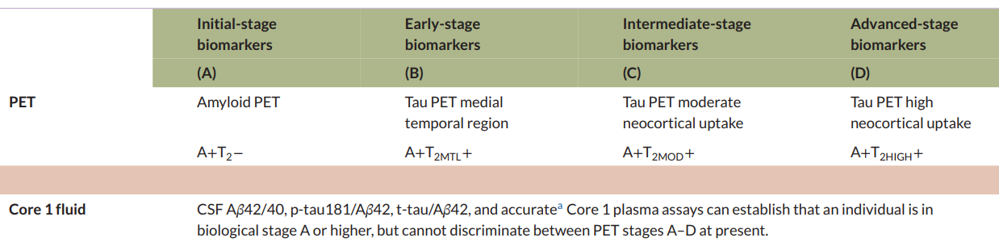 Initial-stage biomarkers Early-stage biomarkers Intermediate-stage biomarkers Advanced-stage biomarkers
(A) (B) (C) (D)
PET Amyloid PET Tau PET medial temporal region Tau PET moderate neocortical uptake Tau PET high neocortical uptake
A+T₂− A+T₂MTL+ A+T₂MOD+ A+T₂HIGH+
Core 1 fluid CSF Aβ42/40, p-tau181/Aβ42, t-tau/Aβ42, and accurateᵃ Core 1 plasma assays can establish that an individual is in
biological stage A or higher, but cannot discriminate between PET stages A–D at present.